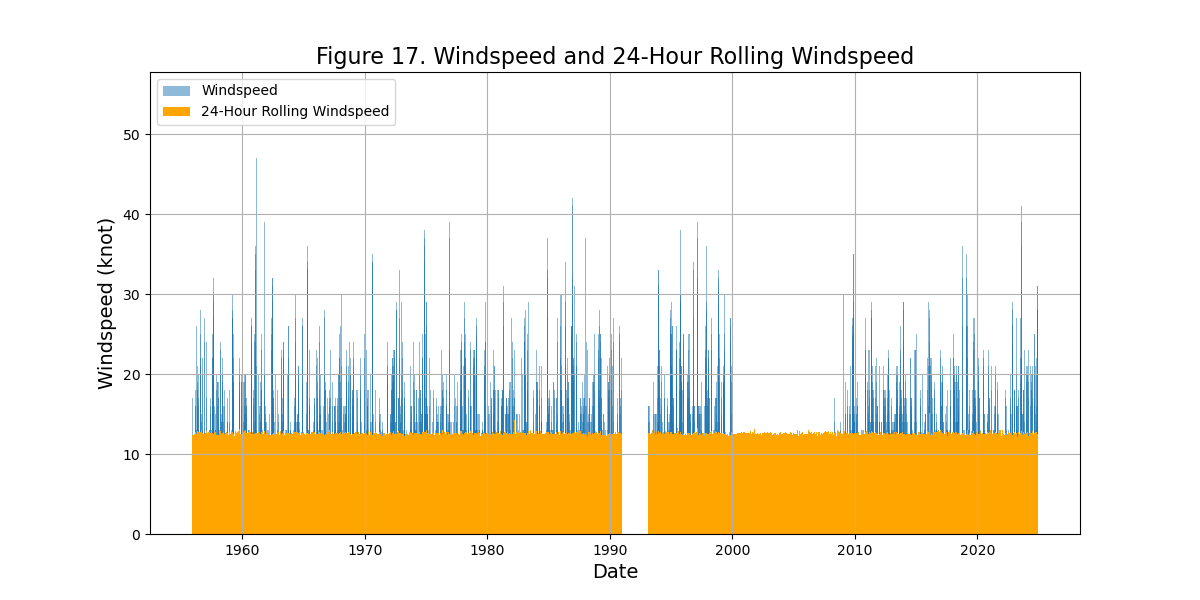 Figure 17. Windspeed and 24-Hour Rolling Windspeed
Windspeed
24-Hour Rolling Windspeed
Windspeed (knot)
50
40
30
20
10
0
1960 1970 1980 1990 2000 2010 2020
Date